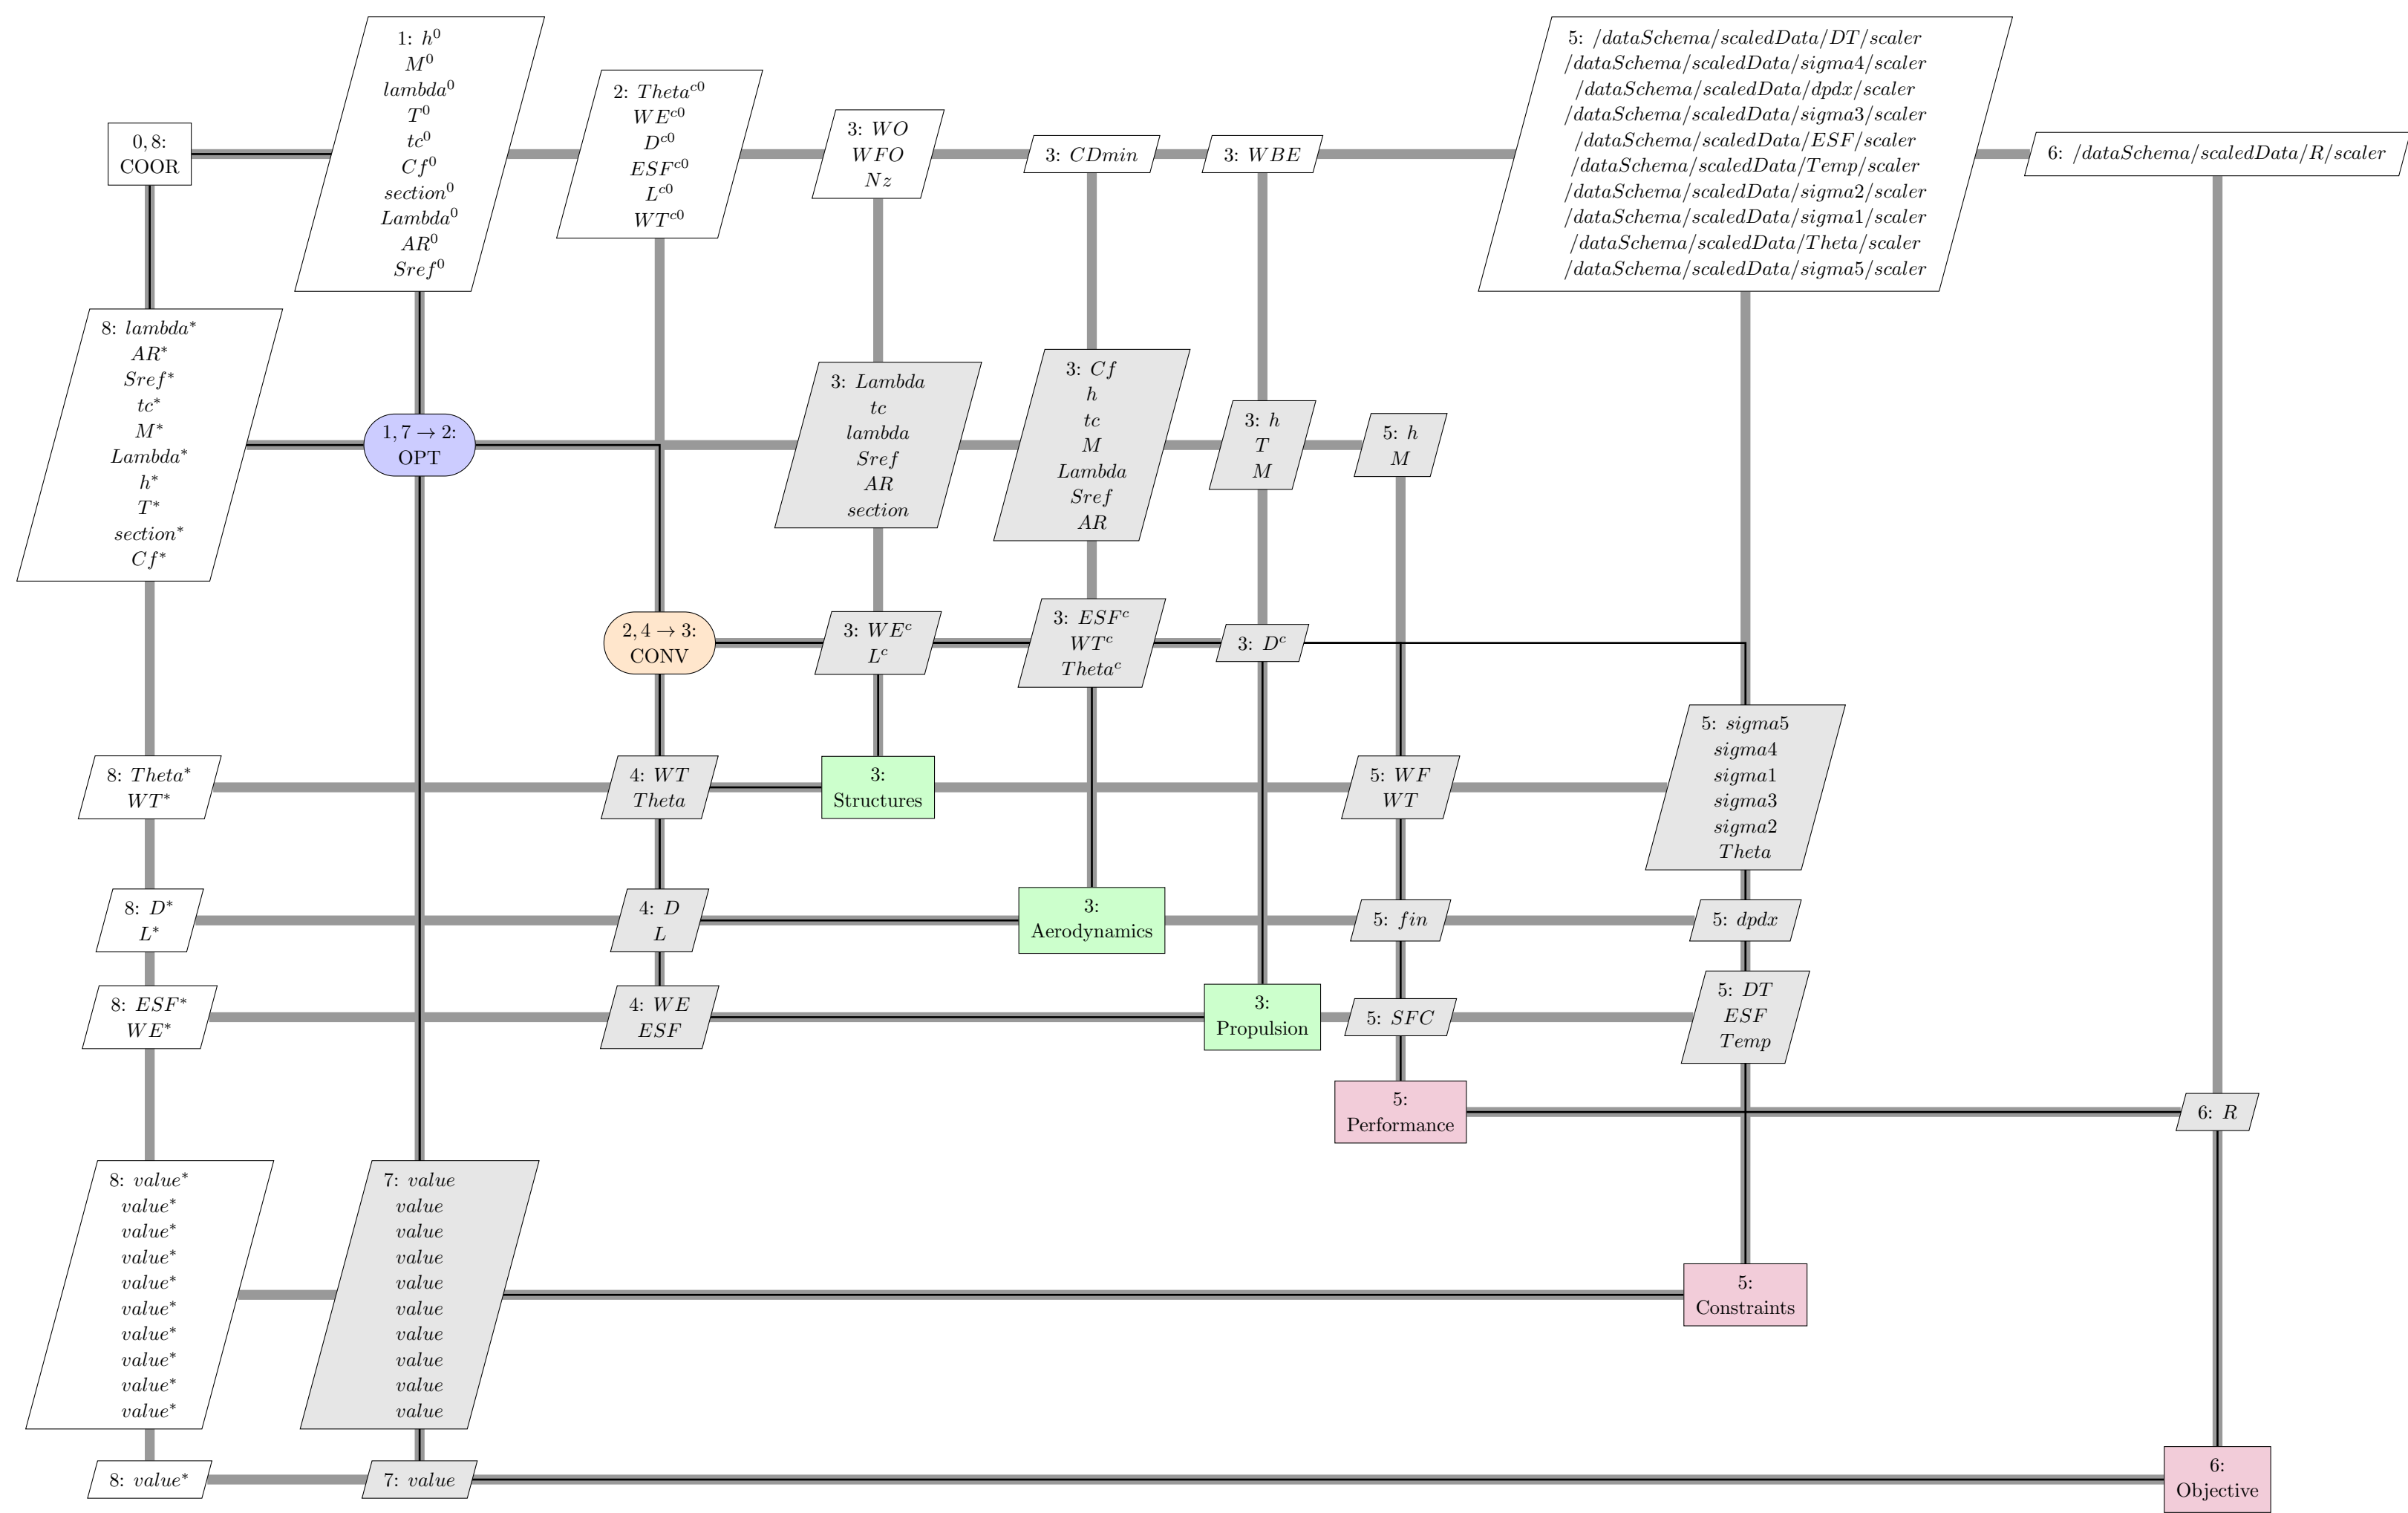 0, 8:
COOR
1: h^0
M^0
lambda^0
T^0
tc^0
Cf^0
section^0
Lambda^0
AR^0
Sref^0
2: Theta^{c0}
WE^{c0}
D^{c0}
ESF^{c0}
L^{c0}
WT^{c0}
3: WO
WFO
Nz
3: CDmin
3: WBE
5: /dataSchema/scaledData/DT/scaler
/dataSchema/scaledData/sigma4/scaler
/dataSchema/scaledData/dpdx/scaler
/dataSchema/scaledData/sigma3/scaler
/dataSchema/scaledData/ESF/scaler
/dataSchema/scaledData/Temp/scaler
/dataSchema/scaledData/sigma2/scaler
/dataSchema/scaledData/sigma1/scaler
/dataSchema/scaledData/Theta/scaler
/dataSchema/scaledData/sigma5/scaler
6: /dataSchema/scaledData/R/scaler
8: lambda*
AR*
Sref*
tc*
M*
Lambda*
h*
T*
section*
Cf*
1, 7 → 2:
OPT
3: Lambda
tc
lambda
Sref
AR
section
3: Cf
h
tc
M
Lambda
Sref
AR
3: h
T
M
5: h
M
2, 4 → 3:
CONV
3: WE^c
L^c
3: ESF^c
WT^c
Theta^c
3: D^c
8: Theta*
WT*
4: WT
Theta
3:
Structures
5: WF
WT
5: sigma5
sigma4
sigma1
sigma3
sigma2
Theta
8: D*
L*
4: D
L
3:
Aerodynamics
5: fin
5: dpdx
8: ESF*
WE*
4: WE
ESF
3:
Propulsion
5: SFC
5: DT
ESF
Temp
5:
Performance
6: R
8: value*
value*
value*
value*
value*
value*
value*
value*
value*
value*
7: value
value
value
value
value
value
value
value
value
value
5:
Constraints
8: value*
7: value
6:
Objective